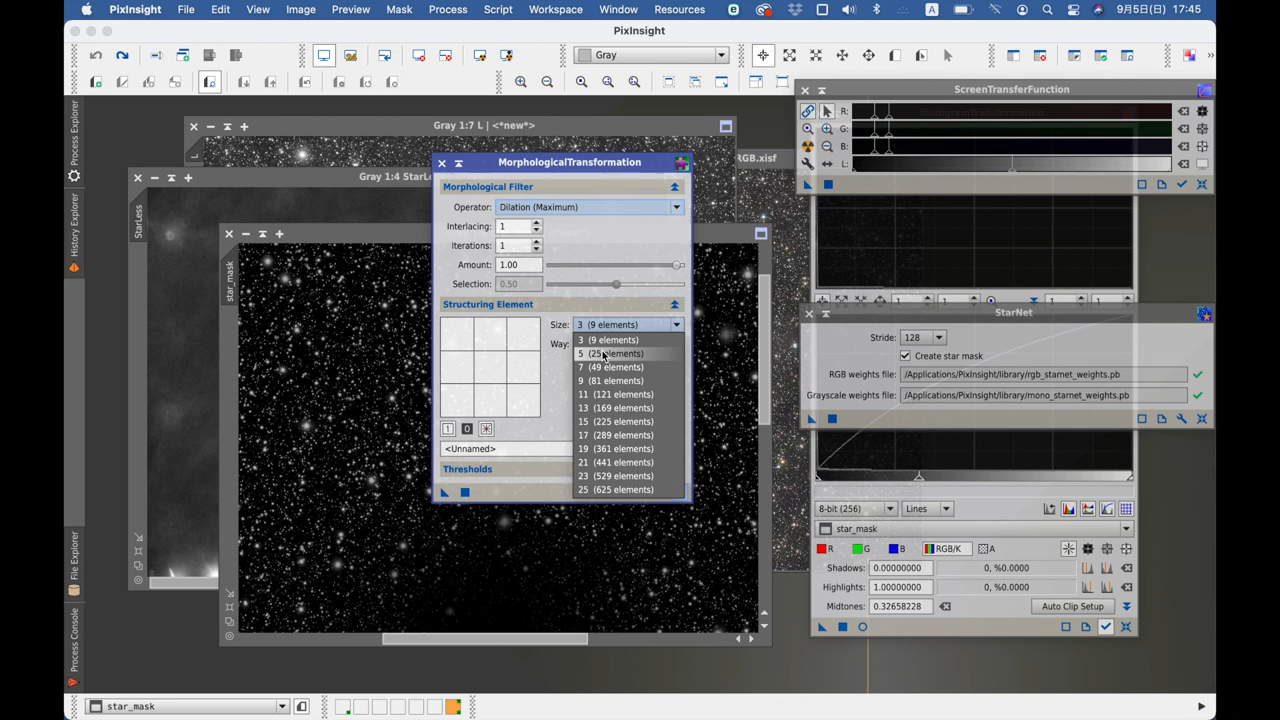 PixInsight File Edit View Image Preview Mask Process Script Workspace Window Resources A 9月5日(日) 17:45
PixInsight
Gray
Process Explorer
History Explorer
File Explorer
Process Console
Gray 1:7 L | <*new*>
L
RGB.xisf
Gray 1:4 StarLe
StarLess
star_mask
MorphologicalTransformation
Morphological Filter
Operator: Dilation (Maximum)
Interlacing: 1
Iterations: 1
Amount: 1.00
Selection: 0.50
Structuring Element
Size: 3 (9 elements)
Way:
3 (9 elements)
5 (25 elements)
7 (49 elements)
9 (81 elements)
11 (121 elements)
13 (169 elements)
15 (225 elements)
17 (289 elements)
19 (361 elements)
21 (441 elements)
23 (529 elements)
25 (625 elements)
<Unnamed>
Thresholds
ScreenTransferFunction
R:
G:
B:
L:
1 1 1 1
StarNet
Stride: 128
Create star mask
RGB weights file: /Applications/PixInsight/library/rgb_starnet_weights.pb
Grayscale weights file: /Applications/PixInsight/library/mono_starnet_weights.pb
8-bit (256) Lines
star_mask
R G B RGB/K A
Shadows: 0.00000000 0, %0.0000
Highlights: 1.00000000 0, %0.0000
Midtones: 0.32658228 Auto Clip Setup
star_mask